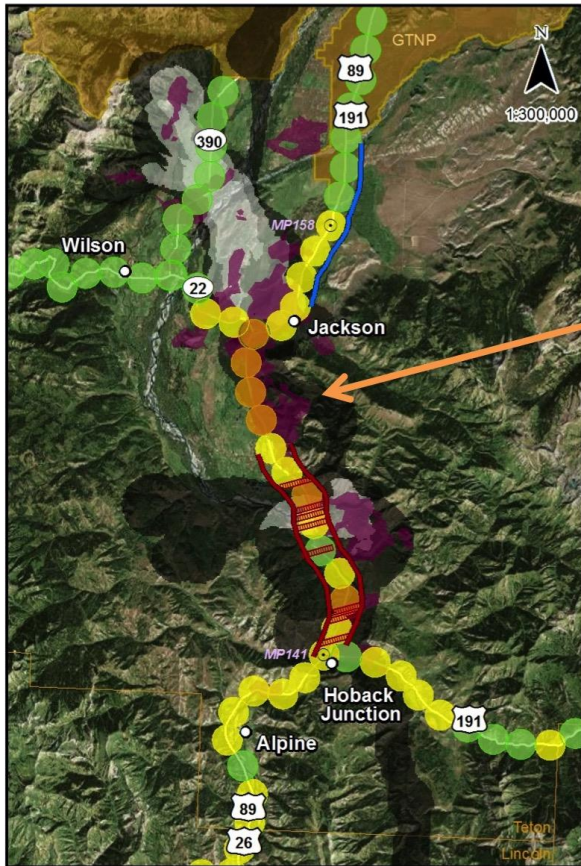 GTNP
N
1:300,000
89
191
390
MP158
Wilson
22
Jackson
MP141
Hoback
Junction
191
Alpine
89
26
Teton
Lincoln